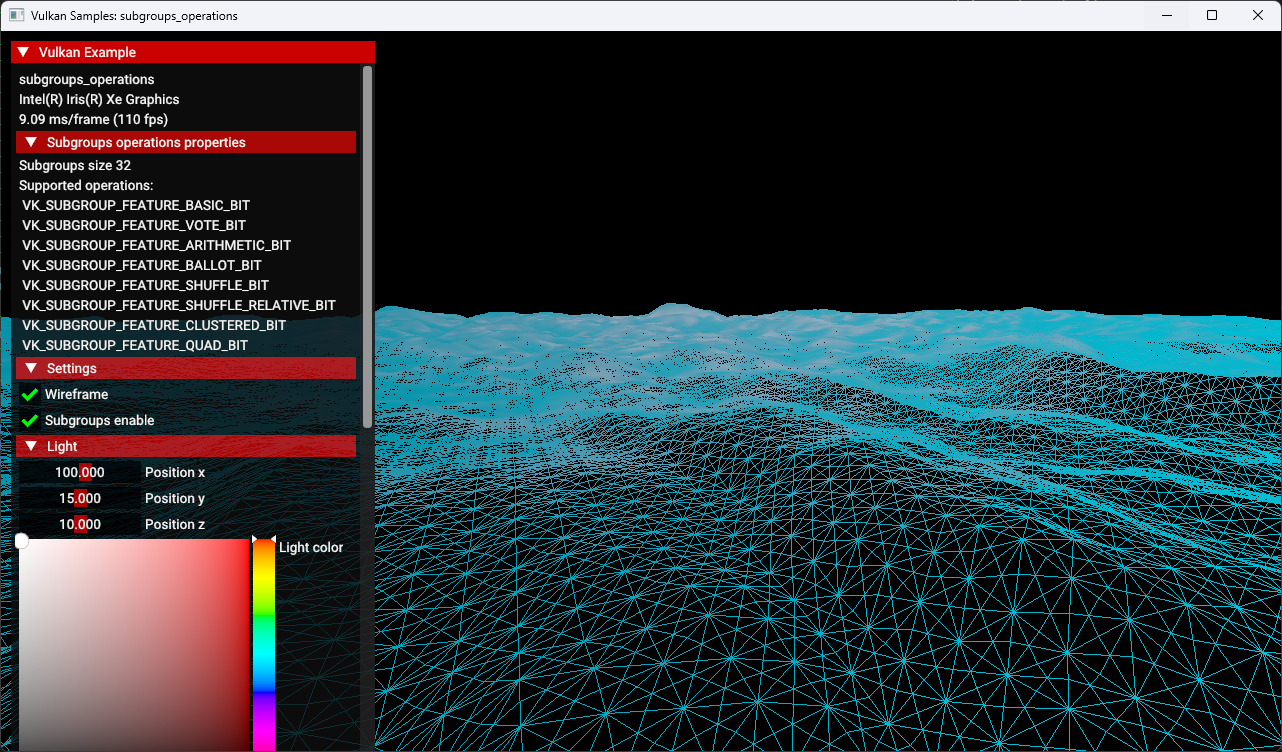 Vulkan Samples: subgroups_operations
Vulkan Example
subgroups_operations
Intel(R) Iris(R) Xe Graphics
9.09 ms/frame (110 fps)
Subgroups operations properties
Subgroups size 32
Supported operations:
VK_SUBGROUP_FEATURE_BASIC_BIT
VK_SUBGROUP_FEATURE_VOTE_BIT
VK_SUBGROUP_FEATURE_ARITHMETIC_BIT
VK_SUBGROUP_FEATURE_BALLOT_BIT
VK_SUBGROUP_FEATURE_SHUFFLE_BIT
VK_SUBGROUP_FEATURE_SHUFFLE_RELATIVE_BIT
VK_SUBGROUP_FEATURE_CLUSTERED_BIT
VK_SUBGROUP_FEATURE_QUAD_BIT
Settings
Wireframe
Subgroups enable
Light
100.000 Position x
15.000 Position y
10.000 Position z
Light color